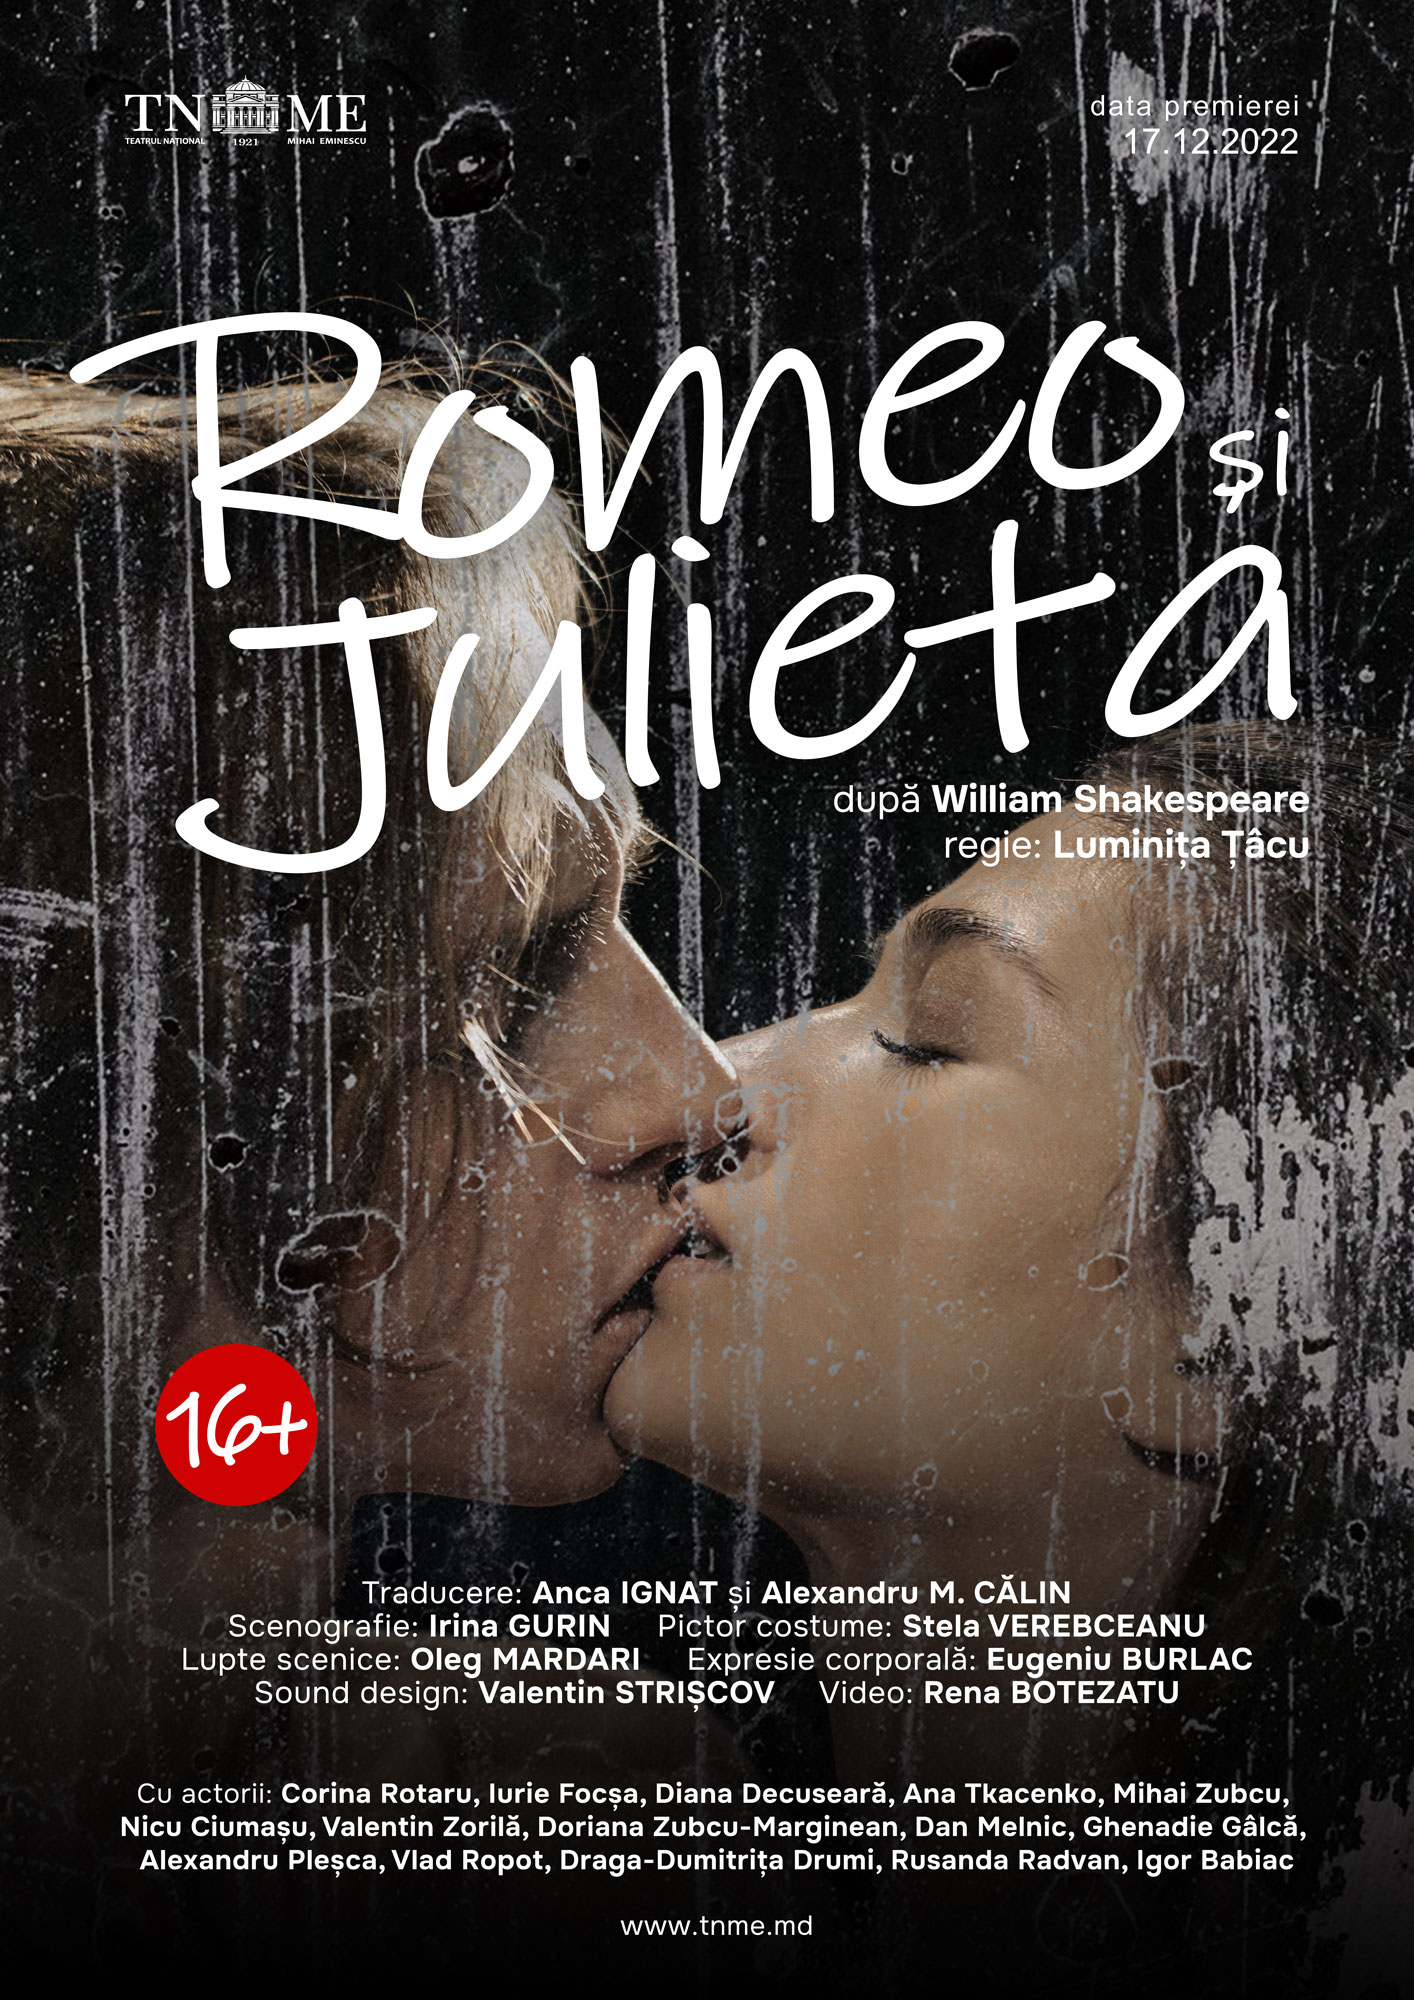 TN ME
TEATRUL NAȚIONAL 1921 MIHAI EMINESCU
data premierei
17.12.2022
Romeo și
Julieta
după William Shakespeare
regie: Luminița Țâcu
16+
Traducere: Anca IGNAT și Alexandru M. CĂLIN
Scenografie: Irina GURIN Pictor costume: Stela VEREBCEANU
Lupte scenice: Oleg MARDARI Expresie corporală: Eugeniu BURLAC
Sound design: Valentin STRIȘCOV Video: Rena BOTEZATU
Cu actorii: Corina Rotaru, Iurie Focșa, Diana Decuseară, Ana Tkacenko, Mihai Zubcu,
Nicu Ciumașu, Valentin Zorilă, Doriana Zubcu-Marginean, Dan Melnic, Ghenadie Gâlcă,
Alexandru Pleșca, Vlad Ropot, Draga-Dumitrița Drumi, Rusanda Radvan, Igor Babiac
www.tnme.md